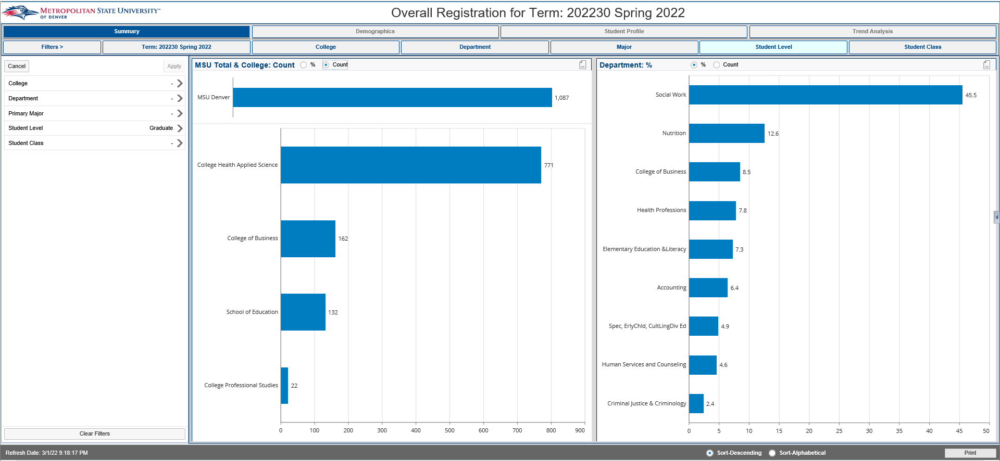 METROPOLITAN STATE UNIVERSITY™
OF DENVER
Overall Registration for Term: 202230 Spring 2022
Summary
Demographics
Student Profile
Trend Analysis
Filters >
Term: 202230 Spring 2022
College
Department
Major
Student Level
Student Class
Cancel
Apply
College -
Department -
Primary Major -
Student Level Graduate
Student Class -
Clear Filters
MSU Total & College: Count % Count
MSU Denver 1,087
College Health Applied Science 771
College of Business 162
School of Education 132
College Professional Studies 22
0 100 200 300 400 500 600 700 800 900
Department: % % Count
Social Work 45.5
Nutrition 12.6
College of Business 8.5
Health Professions 7.8
Elementary Education &Literacy 7.3
Accounting 6.4
Spec, ErlyChld, CultLingDiv Ed 4.9
Human Services and Counseling 4.6
Criminal Justice & Criminology 2.4
0 5 10 15 20 25 30 35 40 45 50
Refresh Date: 3/1/22 9:18:17 PM
Sort-Descending
Sort-Alphabetical
Print